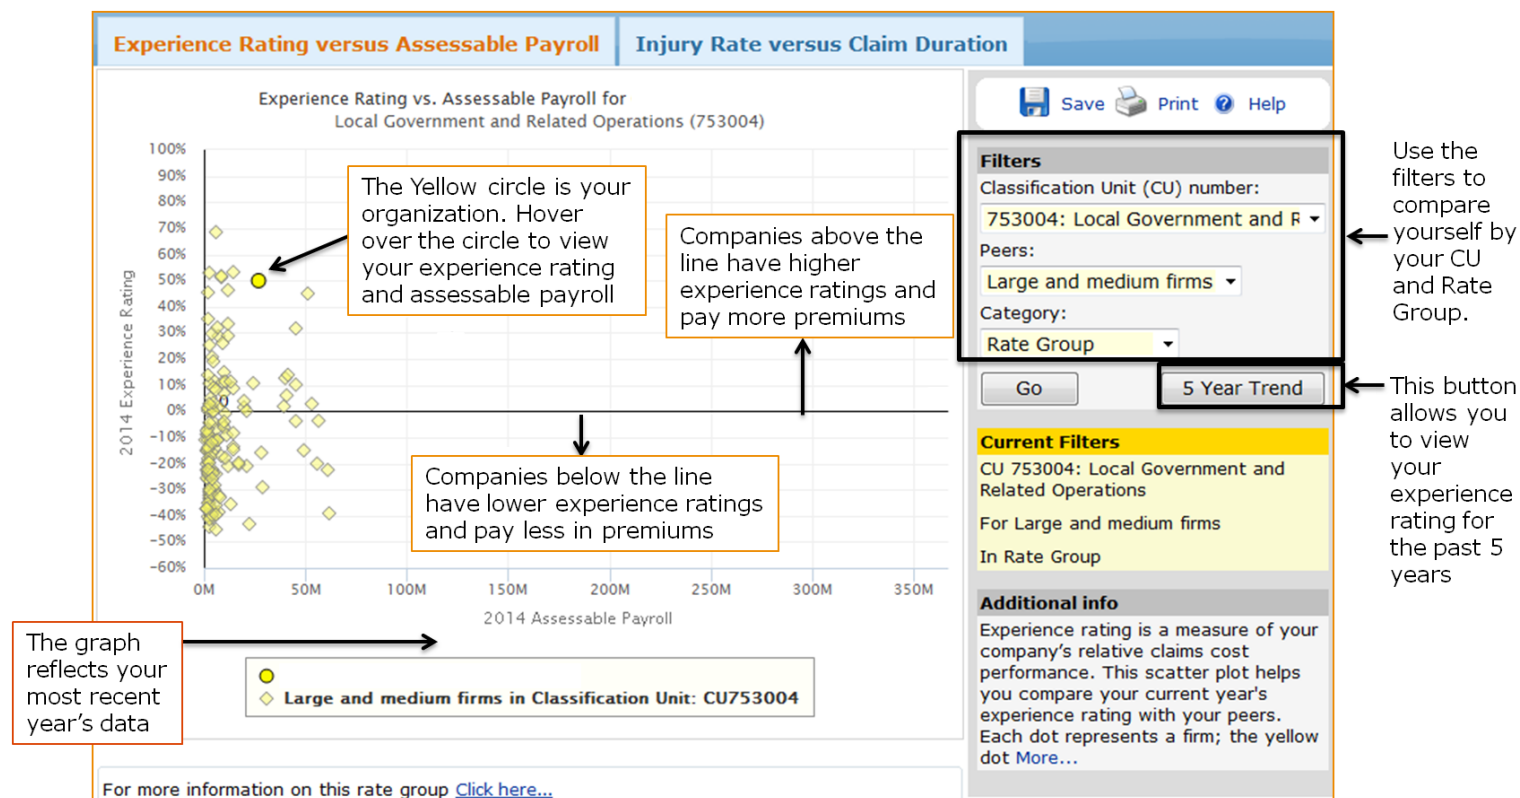 Experience Rating versus Assessable Payroll
Injury Rate versus Claim Duration
Experience Rating vs. Assessable Payroll for
Local Government and Related Operations (753004)
100%
90%
80%
70%
60%
50%
40%
30%
20%
10%
0%
-10%
-20%
-30%
-40%
-50%
-60%
2014 Experience Rating
0M
50M
100M
150M
200M
250M
300M
350M
2014 Assessable Payroll
0
The Yellow circle is your
organization. Hover
over the circle to view
your experience rating
and assessable payroll
Companies above the
line have higher
experience ratings and
pay more premiums
Companies below the line
have lower experience ratings
and pay less in premiums
The graph
reflects your
most recent
year's data
Large and medium firms in Classification Unit: CU753004
For more information on this rate group Click here...
Save
Print
Help
Filters
Classification Unit (CU) number:
753004: Local Government and R
Peers:
Large and medium firms
Category:
Rate Group
Go
5 Year Trend
Current Filters
CU 753004: Local Government and
Related Operations
For Large and medium firms
In Rate Group
Additional info
Experience rating is a measure of your
company's relative claims cost
performance. This scatter plot helps
you compare your current year's
experience rating with your peers.
Each dot represents a firm; the yellow
dot More...
Use the
filters to
compare
yourself by
your CU
and Rate
Group.
This button
allows you
to view
your
experience
rating for
the past 5
years